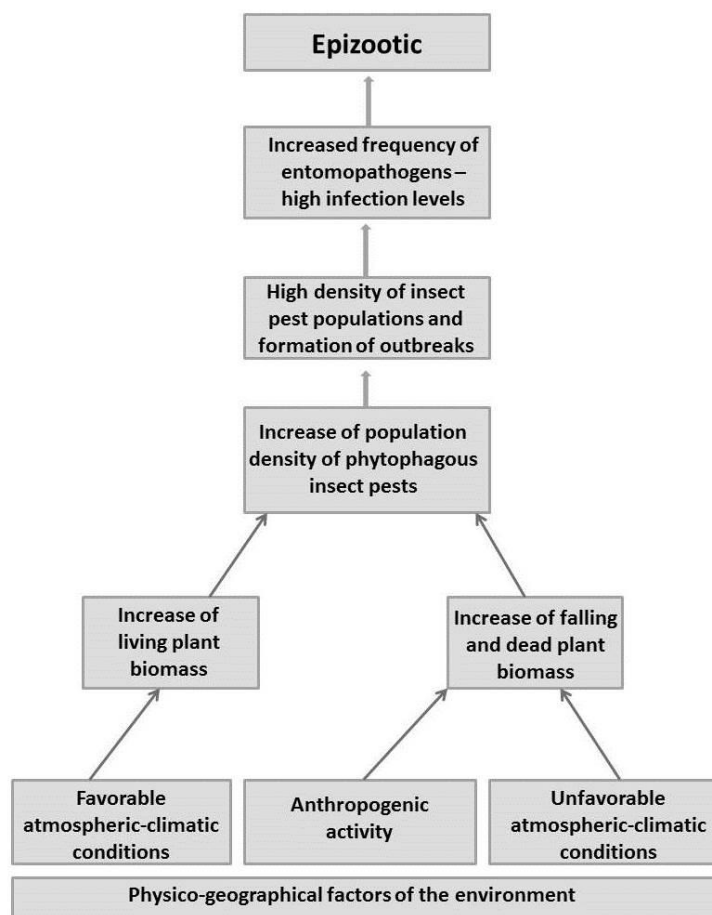 Epizootic
Increased frequency of
entomopathogens –
high infection levels
High density of insect
pest populations and
formation of outbreaks
Increase of population
density of phytophagous
insect pests
Increase of
living plant
biomass
Increase of falling
and dead plant
biomass
Favorable
atmospheric-climatic
conditions
Anthropogenic
activity
Unfavorable
atmospheric-climatic
conditions
Physico-geographical factors of the environment